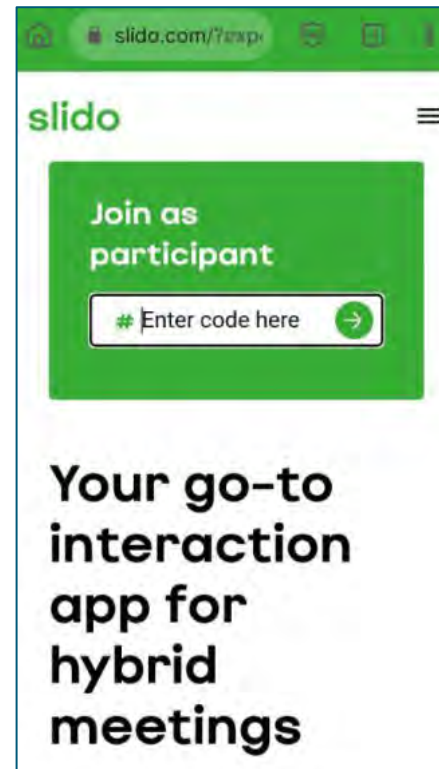 slido.com/?exp
slido
Join as
participant
# Enter code here
Your go-to
interaction
app for
hybrid
meetings